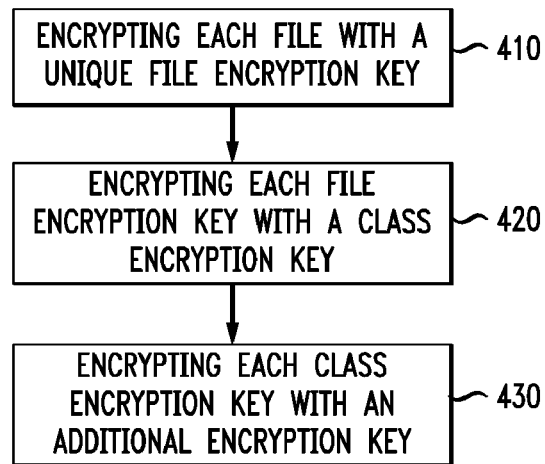 ENCRYPTING EACH FILE WITH A
UNIQUE FILE ENCRYPTION KEY
410
ENCRYPTING EACH FILE
ENCRYPTION KEY WITH A CLASS
ENCRYPTION KEY
420
ENCRYPTING EACH CLASS
ENCRYPTION KEY WITH AN
ADDITIONAL ENCRYPTION KEY
430